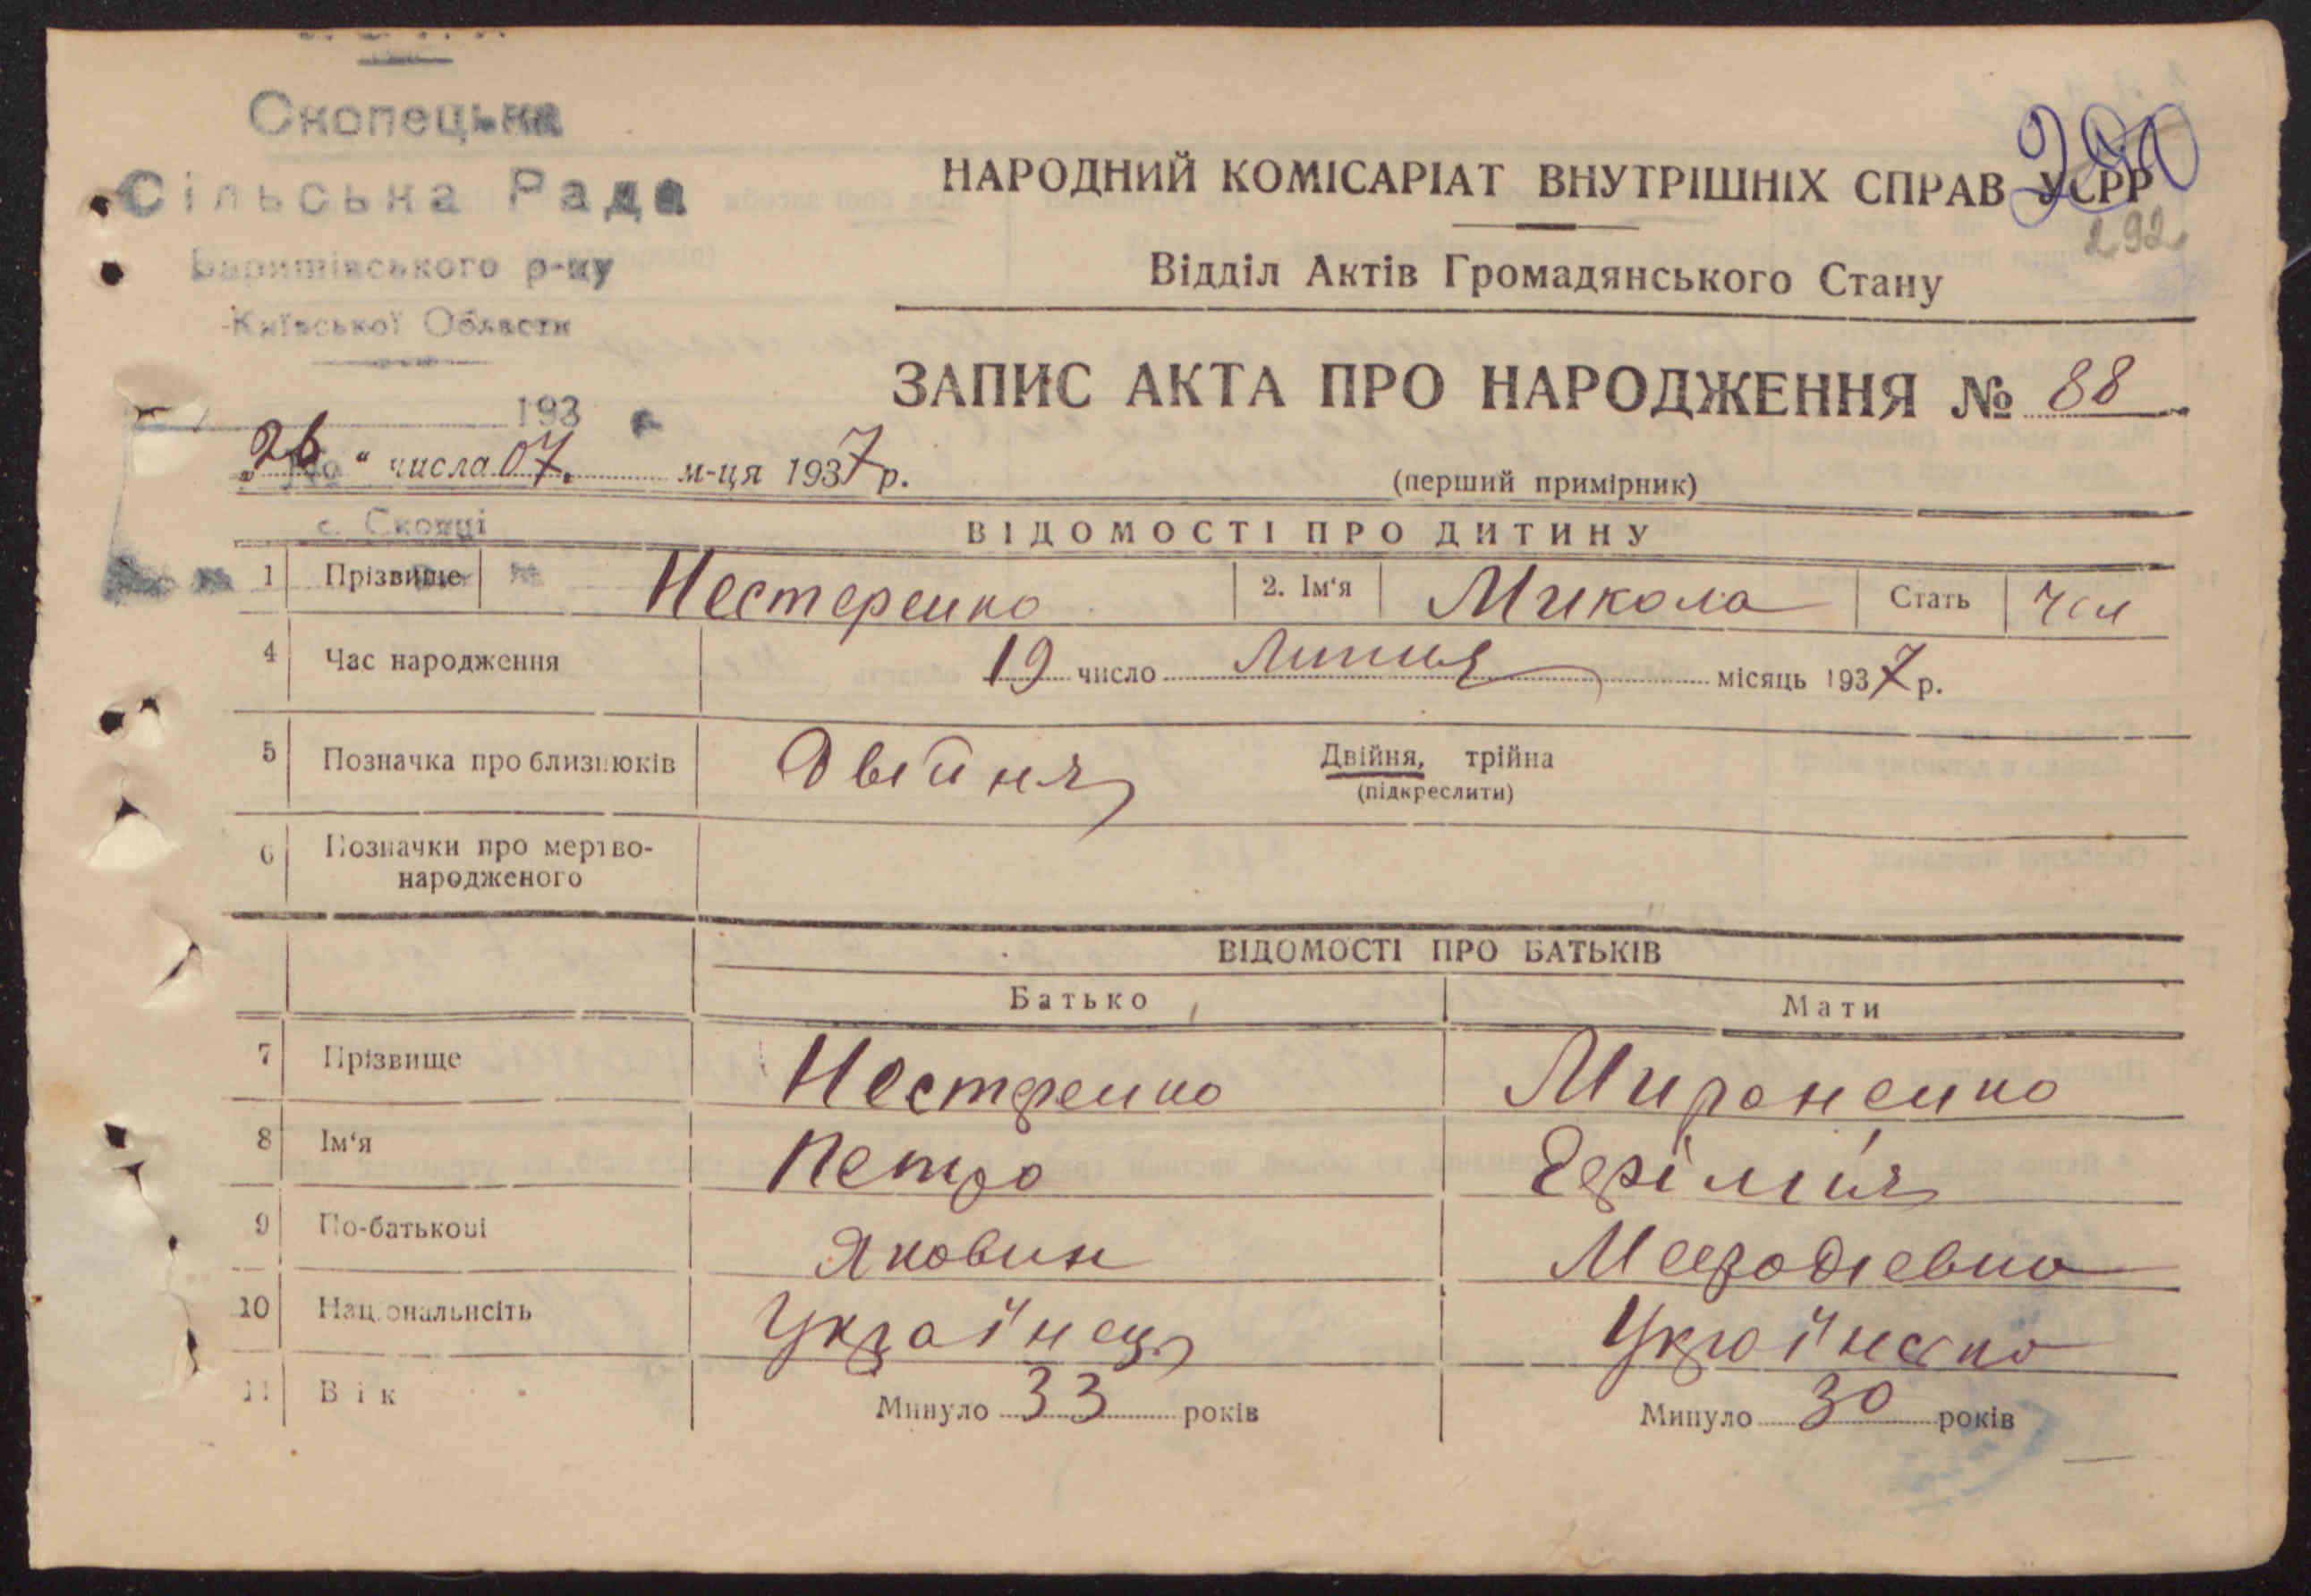 Скопецька
Сільська Рада
Баришівського р-ну
Київської Области
193
НАРОДНИЙ КОМІСАРІАТ ВНУТРІШНІХ СПРАВ УСРР
292
Відділ Актів Громадянського Стану
ЗАПИС АКТА ПРО НАРОДЖЕННЯ № 88
„26“ числа 07. м-ця 1937 р.
(перший примірник)
с. Скопці
ВІДОМОСТІ ПРО ДИТИНУ
1 Прізвище Нестеренко 2. Ім'я Микола Стать Чол
4 Час народження 19 число Липня місяць 1937 р.
5 Позначка про близнюків Двійня Двійня, трійна
(підкреслити)
6 Позначки про мертво-
народженого
ВІДОМОСТІ ПРО БАТЬКІВ
Батько Мати
7 Прізвище Нестренко Мироненко
8 Ім'я Петро
9 По-батькові Яковин Мефодіевна
10 Національність Українець Українка
11 Вік Минуло 33 років Минуло 30 років